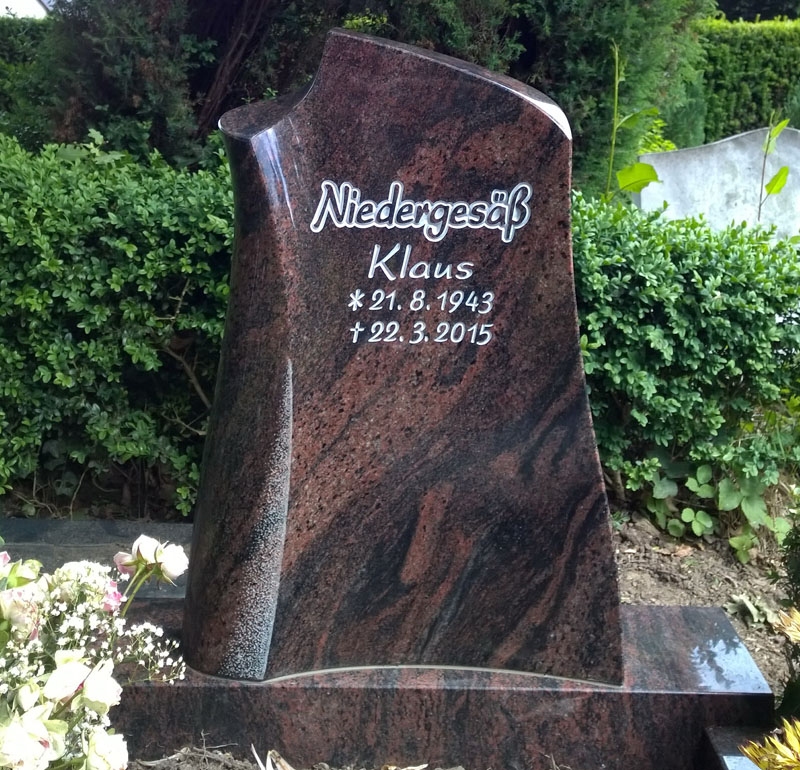 Niedergesäß
Klaus
* 21. 8. 1943
† 22. 3. 2015